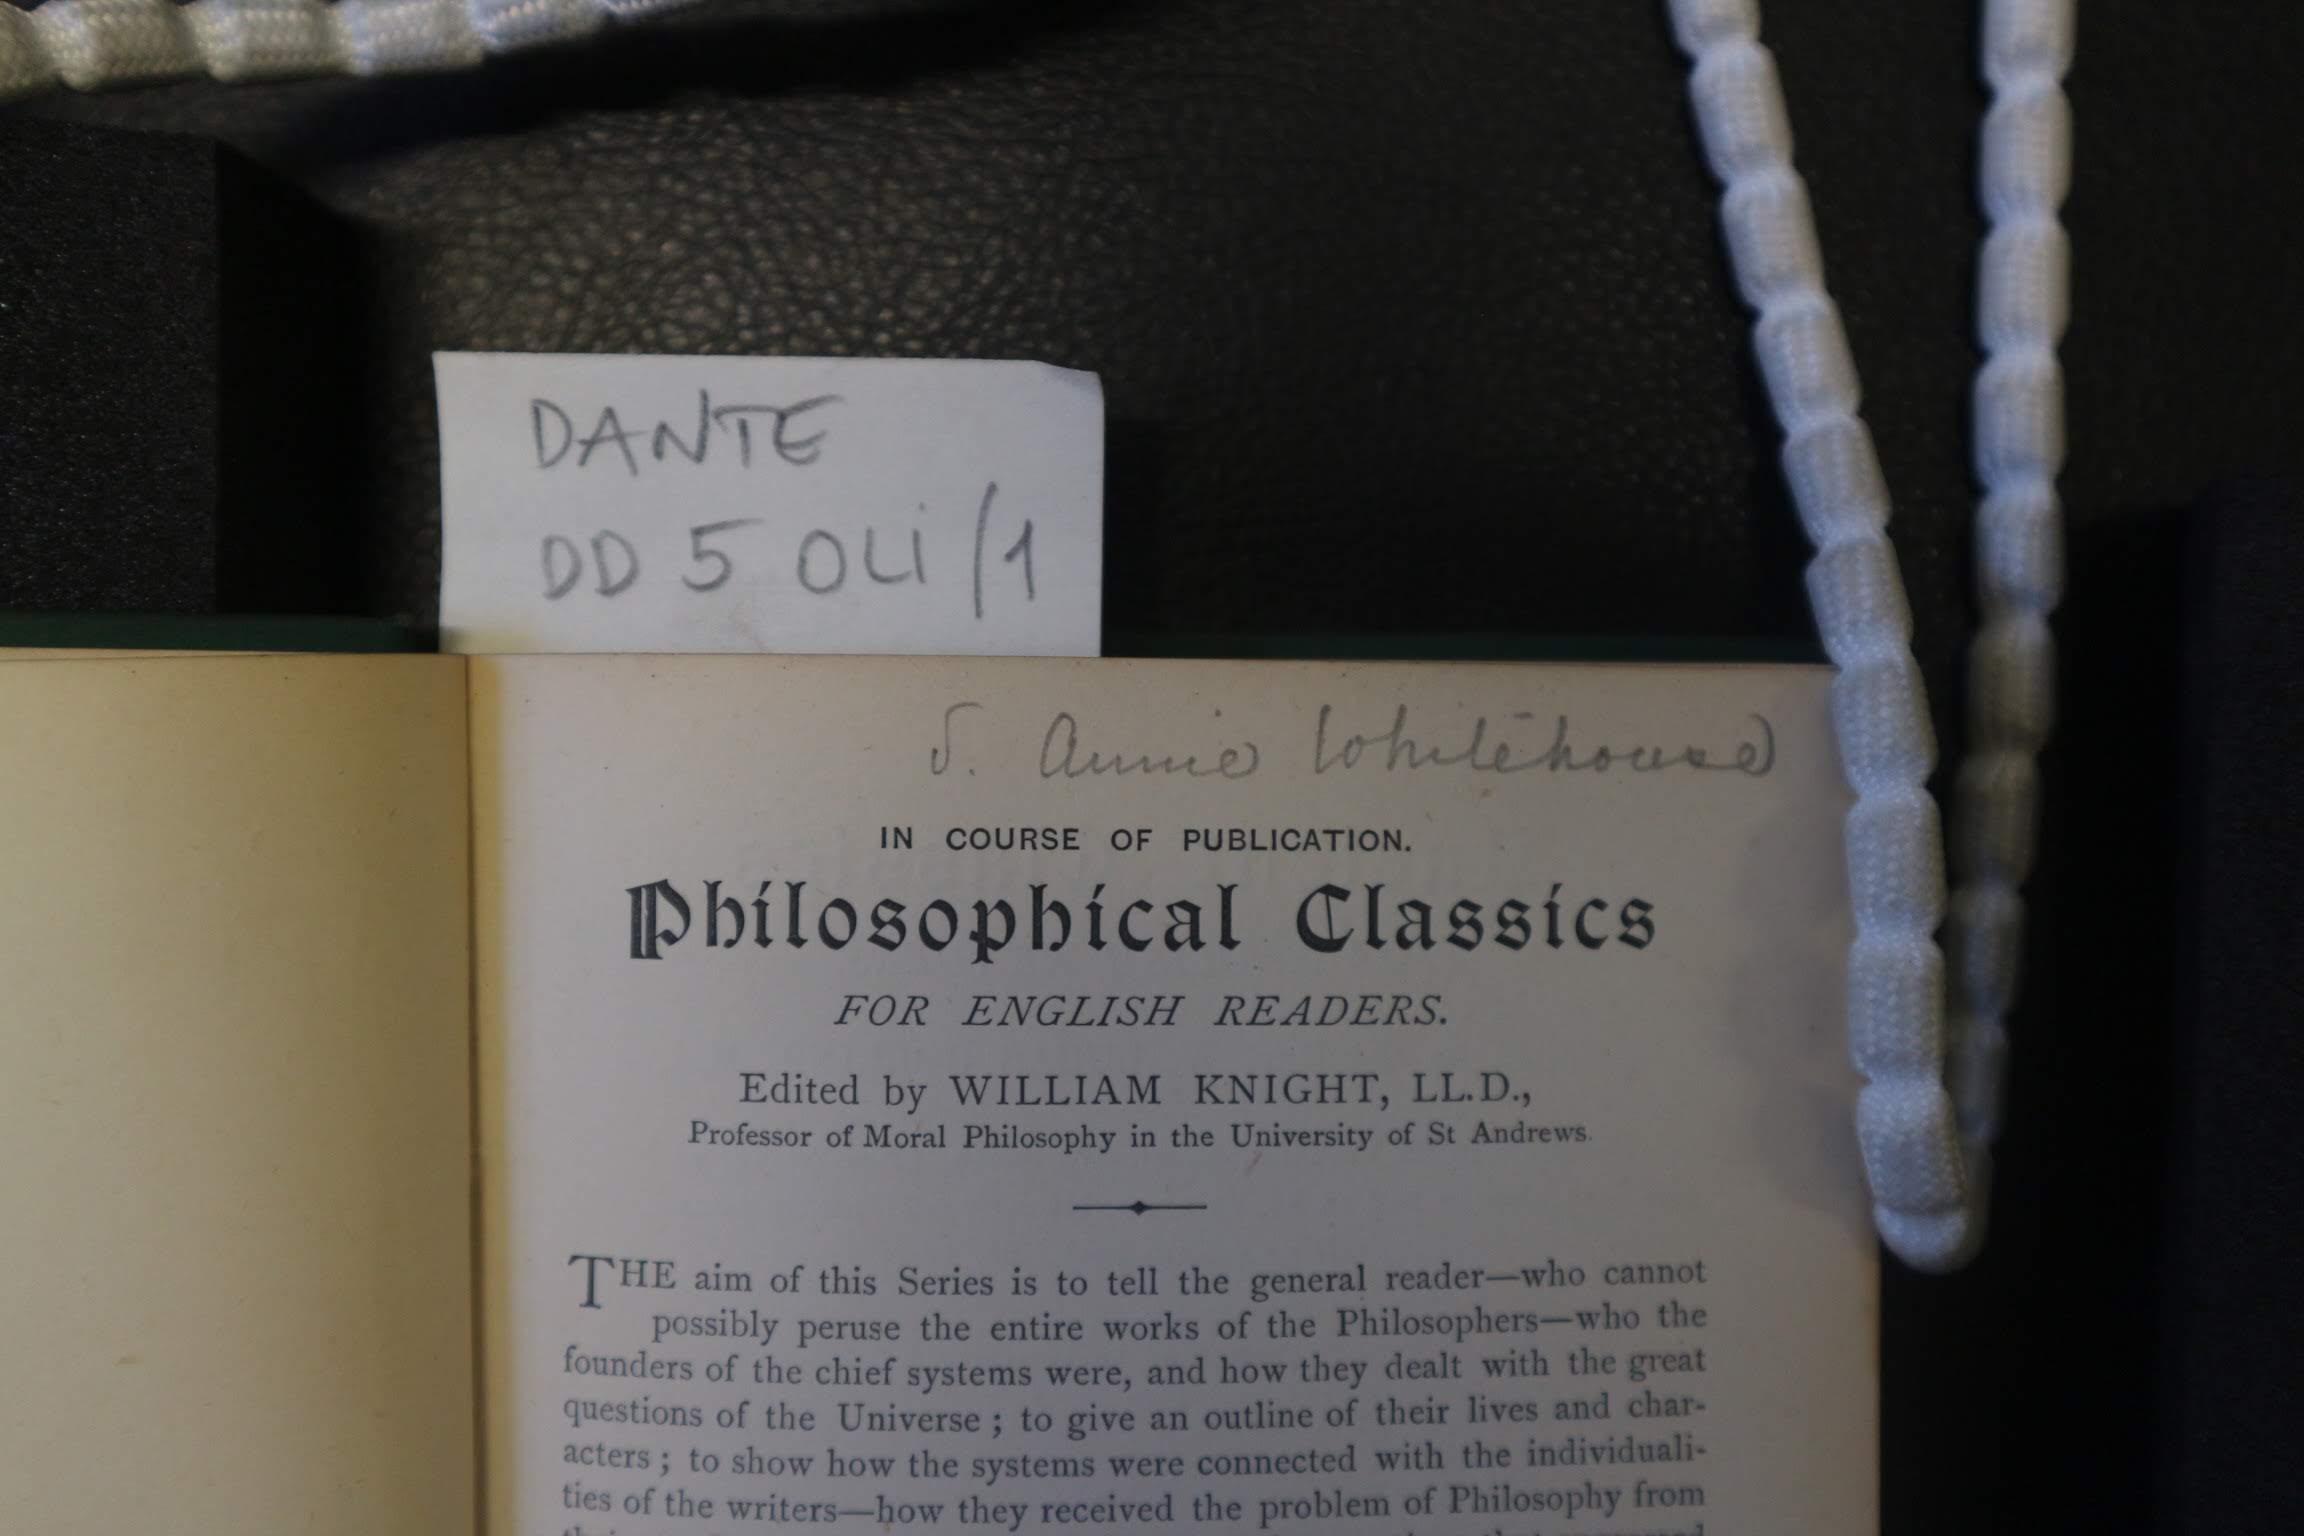 DANTE
DD 5 OLI/1
S. Annie Whitehouse
IN COURSE OF PUBLICATION.
Philosophical Classics
FOR ENGLISH READERS.
Edited by WILLIAM KNIGHT, LL.D.,
Professor of Moral Philosophy in the University of St Andrews.
THE aim of this Series is to tell the general reader—who cannot
possibly peruse the entire works of the Philosophers—who the
founders of the chief systems were, and how they dealt with the great
questions of the Universe; to give an outline of their lives and char-
acters; to show how the systems were connected with the individuali-
ties of the writers—how they received the problem of Philosophy from